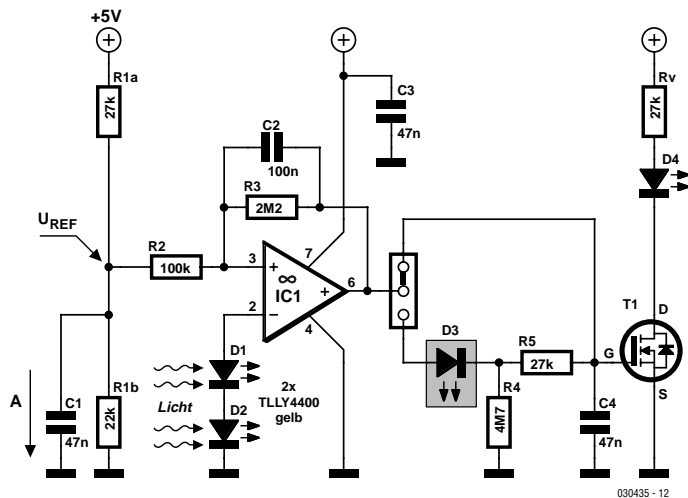 +5V
R1a
27k
C3
47n
Rv
27k
C2
100n
D4
R3
2M2
UREF
R2
100k
3
+
∞
IC1
+
7
6
2
−
4
T1
D
D3
R5
27k
G
S
D1
Licht
2x
TLLY4400
gelb
D2
R4
4M7
C4
47n
A
C1
47n
R1b
22k
030435 - 12